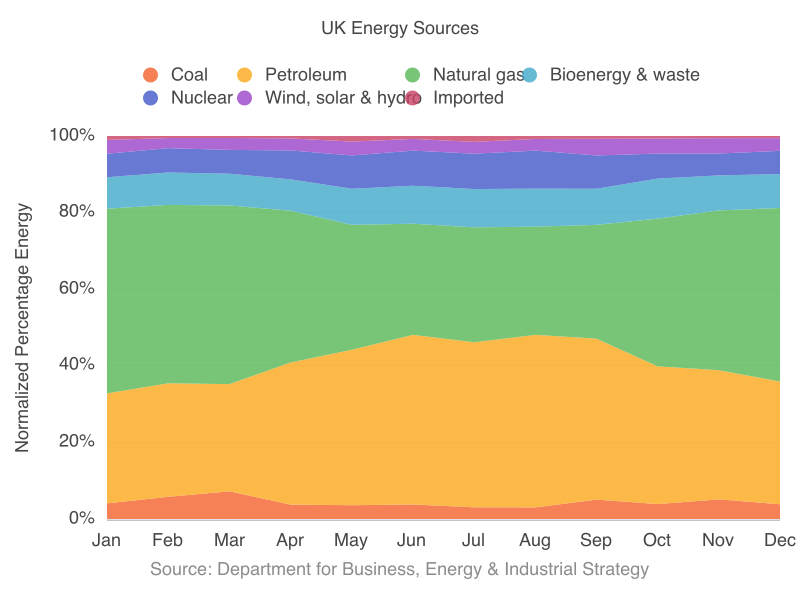 UK Energy Sources
Coal Petroleum Natural gas Bioenergy & waste
Nuclear Wind, solar & hydro Imported
100%
80%
60%
40%
20%
0%
Normalized Percentage Energy
Jan Feb Mar Apr May Jun Jul Aug Sep Oct Nov Dec
Source: Department for Business, Energy & Industrial Strategy